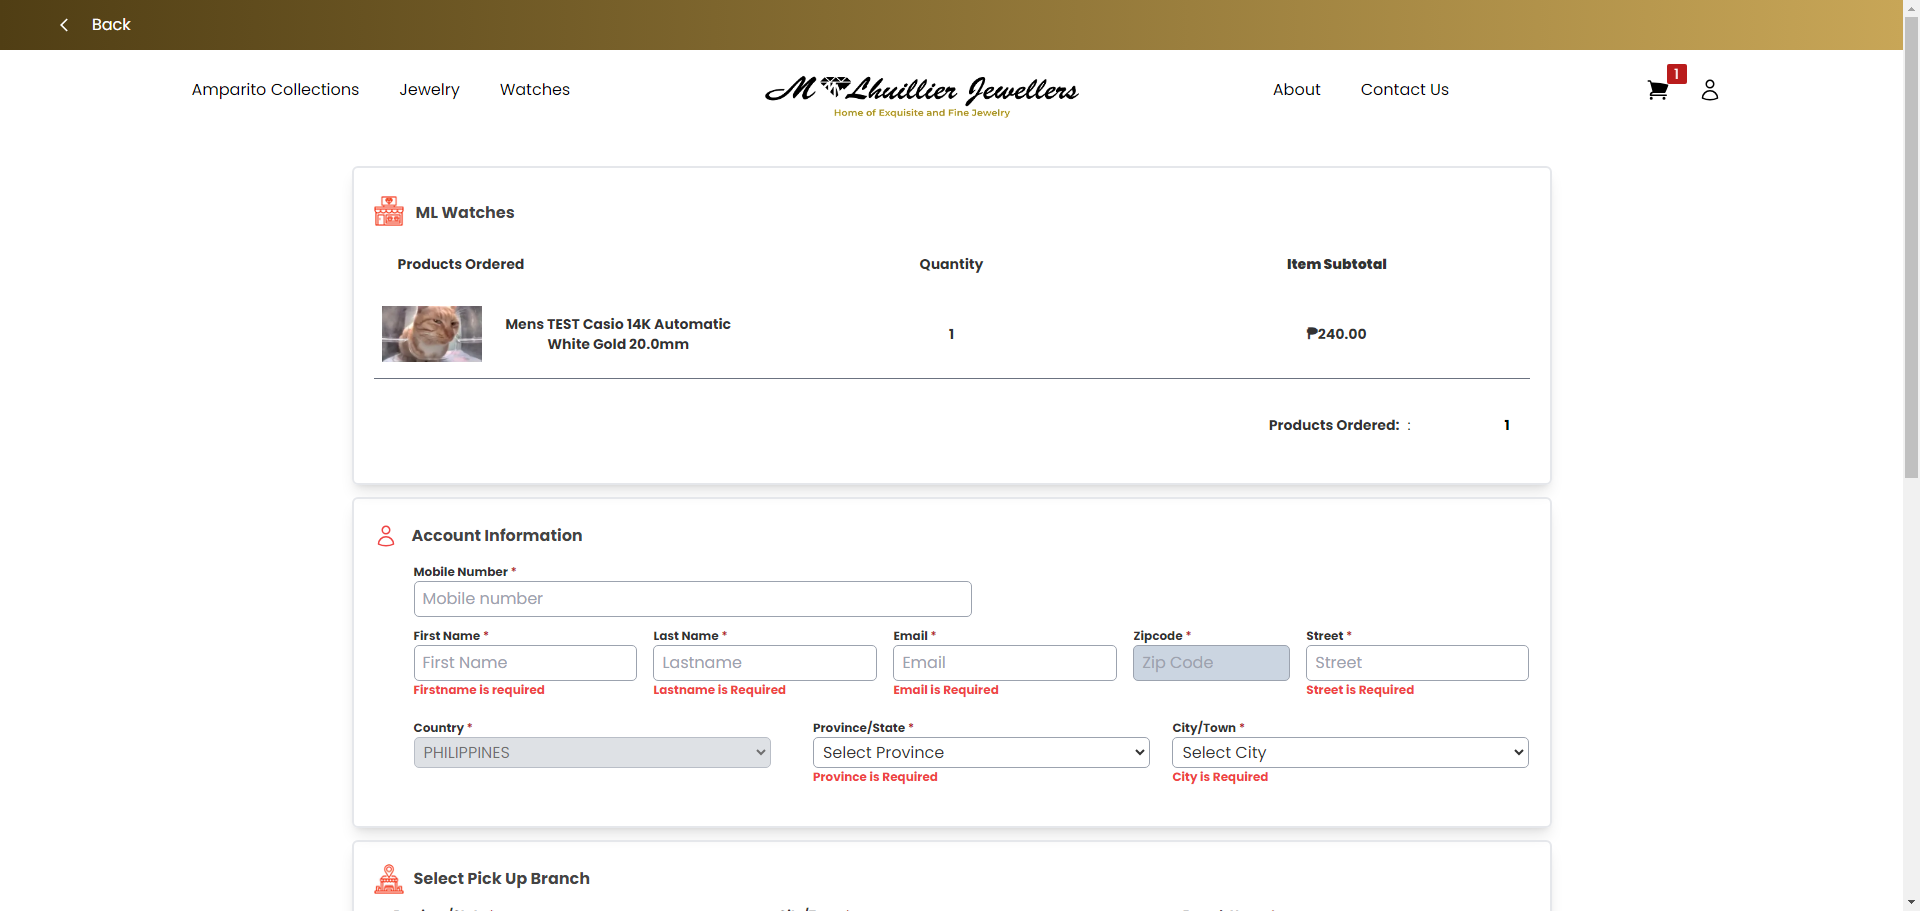 Back
Amparito Collections
Jewelry
Watches
M Lhuillier Jewellers
Home of Exquisite and Fine Jewelry
About
Contact Us
1
ML Watches
Products Ordered
Quantity
Item Subtotal
Mens TEST Casio 14K Automatic
White Gold 20.0mm
1
₱240.00
Products Ordered: :
1
Account Information
Mobile Number *
Mobile number
First Name *
Last Name *
Email *
Zipcode *
Street *
First Name
Lastname
Email
Zip Code
Street
Firstname is required
Lastname is Required
Email is Required
Street is Required
Country *
Province/State *
City/Town *
PHILIPPINES
Select Province
Select City
Province is Required
City is Required
Select Pick Up Branch